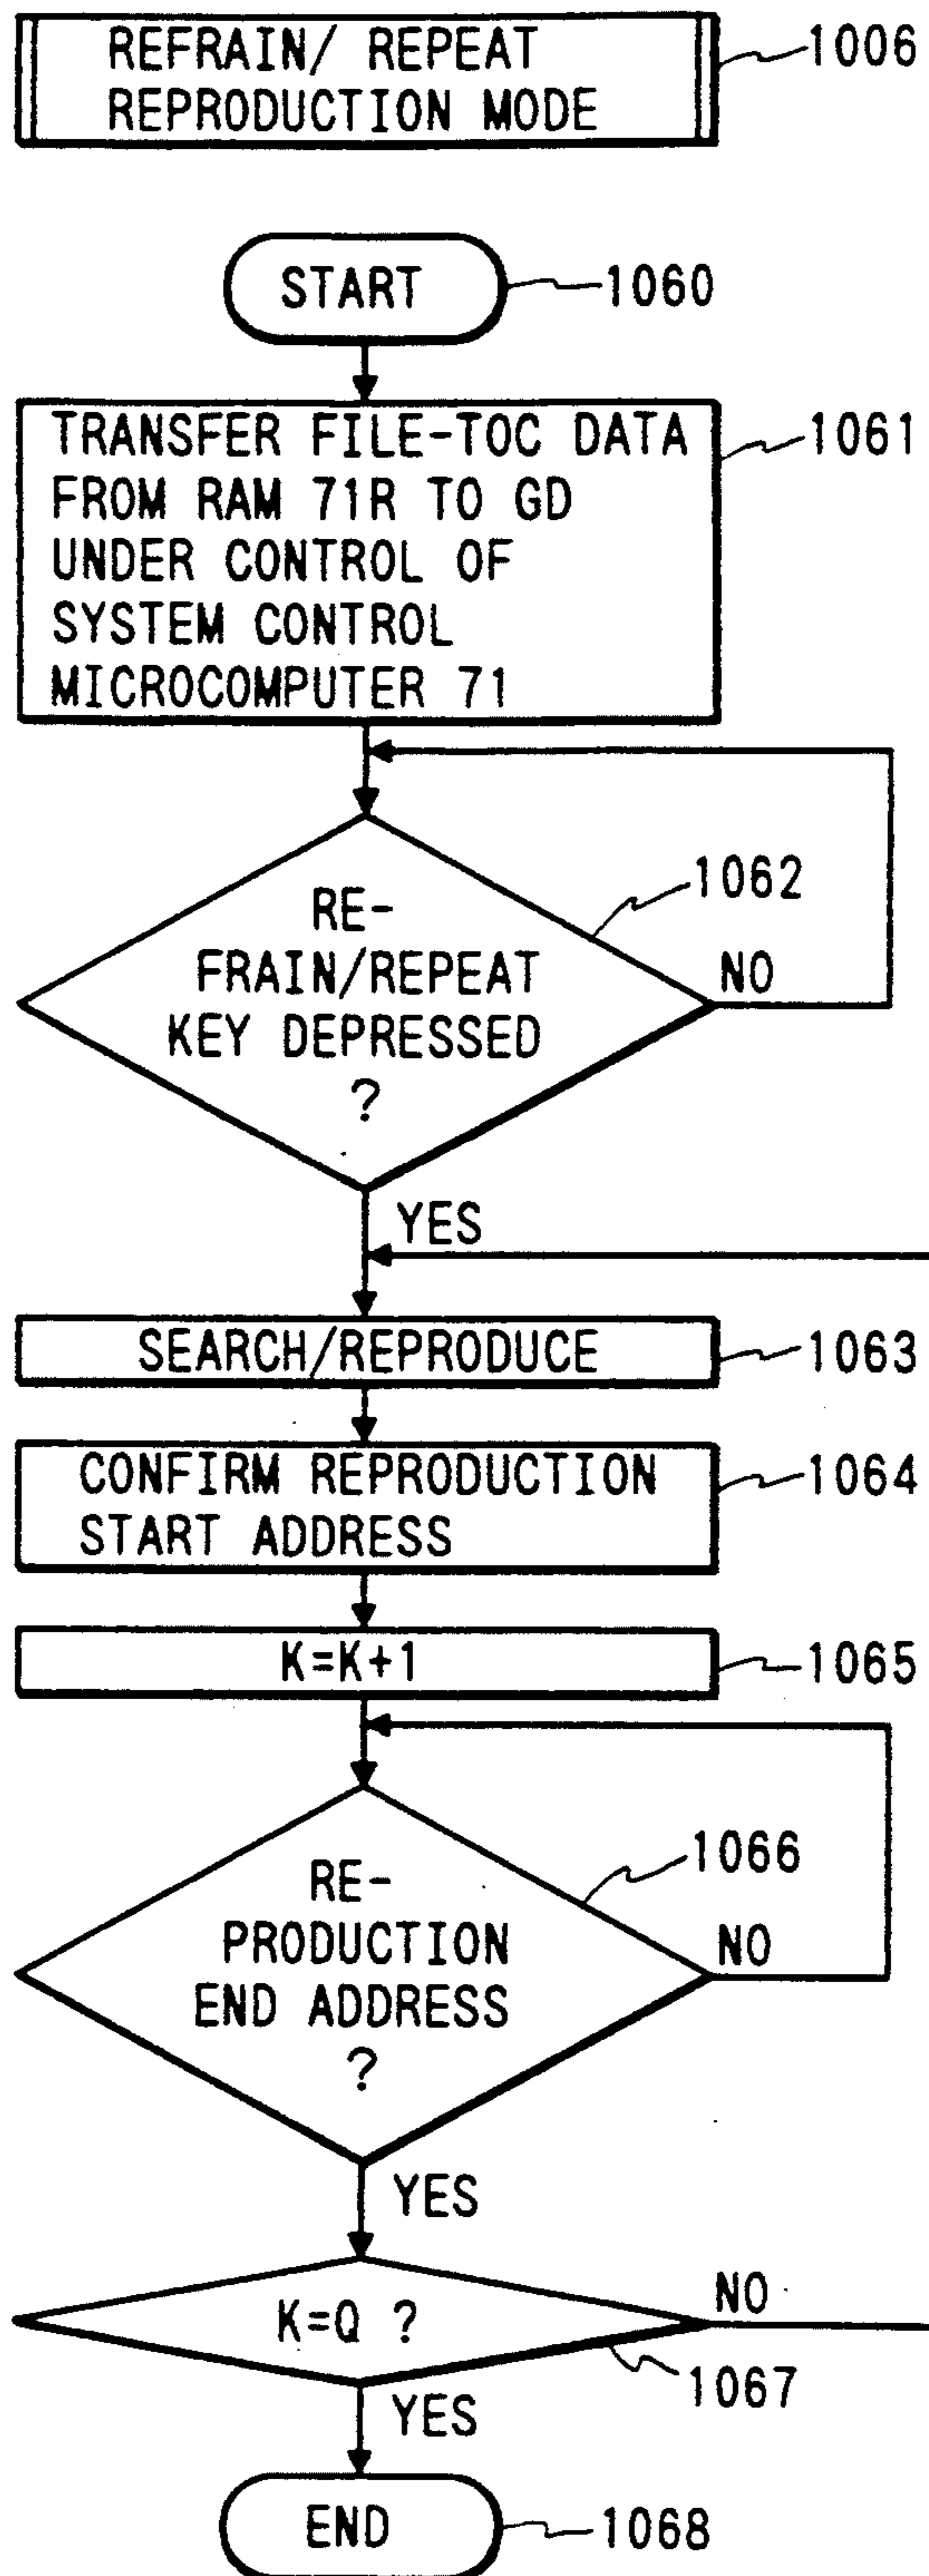 REFRAIN/ REPEAT
REPRODUCTION MODE
1006
START
1060
TRANSFER FILE-TOC DATA
FROM RAM 71R TO GD
UNDER CONTROL OF
SYSTEM CONTROL
MICROCOMPUTER 71
1061
RE-
FRAIN/REPEAT
KEY DEPRESSED
?
1062
NO
YES
SEARCH/REPRODUCE
1063
CONFIRM REPRODUCTION
START ADDRESS
1064
K=K+1
1065
RE-
PRODUCTION
END ADDRESS
?
1066
NO
YES
K=Q ?
NO
1067
YES
END
1068